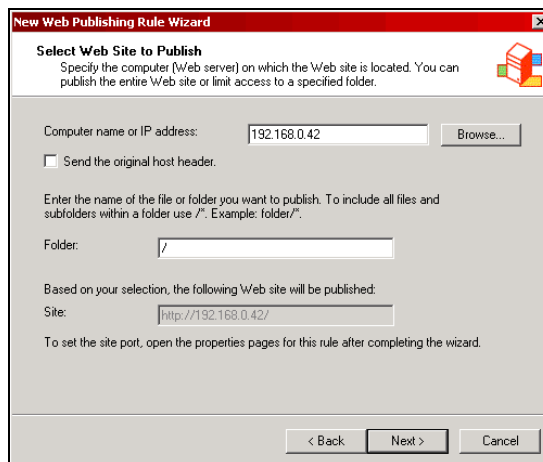 New Web Publishing Rule Wizard
Select Web Site to Publish
Specify the computer (Web server) on which the Web site is located. You can
publish the entire Web site or limit access to a specified folder.
Computer name or IP address:
192.168.0.42
Browse...
Send the original host header.
Enter the name of the file or folder you want to publish. To include all files and
subfolders within a folder use /*. Example: folder/*.
Folder:
/
Based on your selection, the following Web site will be published:
Site:
http://192.168.0.42/
To set the site port, open the properties pages for this rule after completing the wizard.
< Back
Next >
Cancel